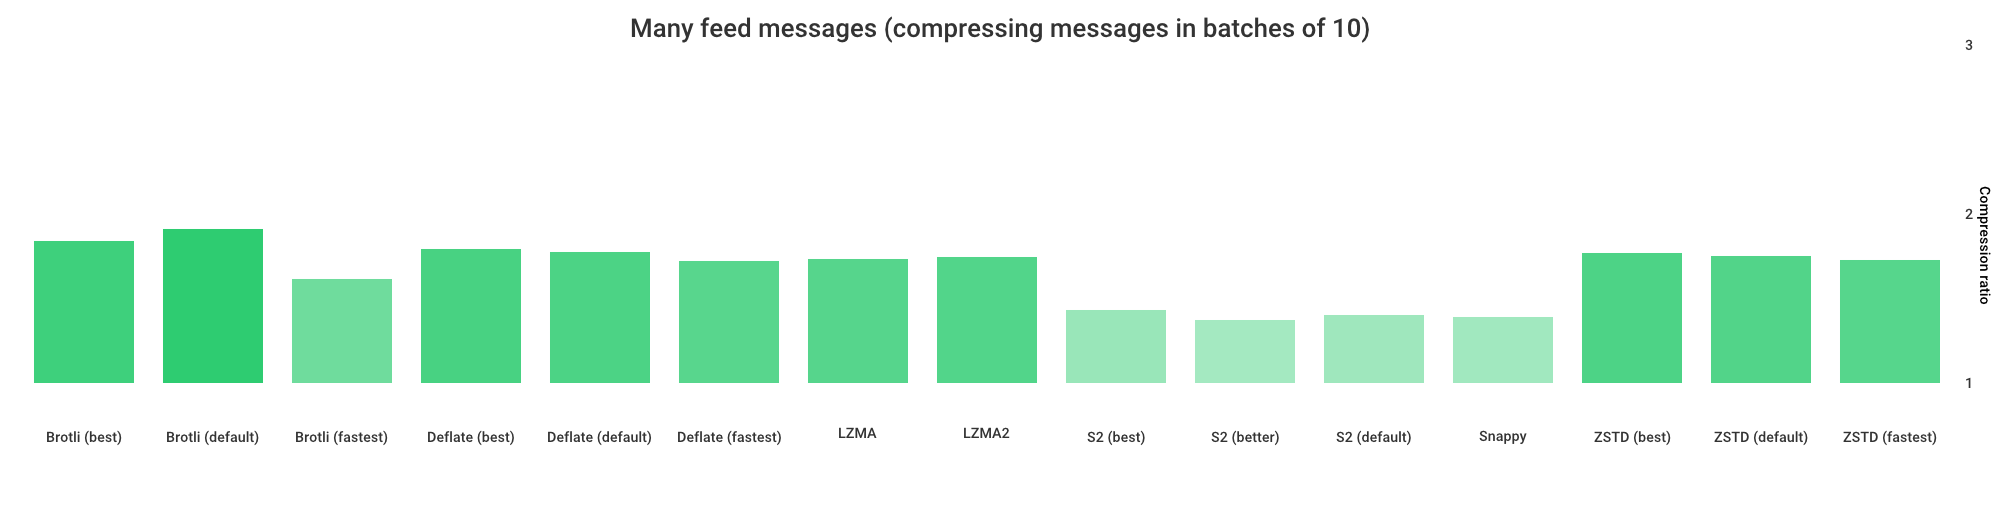 Many feed messages (compressing messages in batches of 10)
3
2
Compression ratio
1
Brotli (best)
Brotli (default)
Brotli (fastest)
Deflate (best)
Deflate (default)
Deflate (fastest)
LZMA
LZMA2
S2 (best)
S2 (better)
S2 (default)
Snappy
ZSTD (best)
ZSTD (default)
ZSTD (fastest)